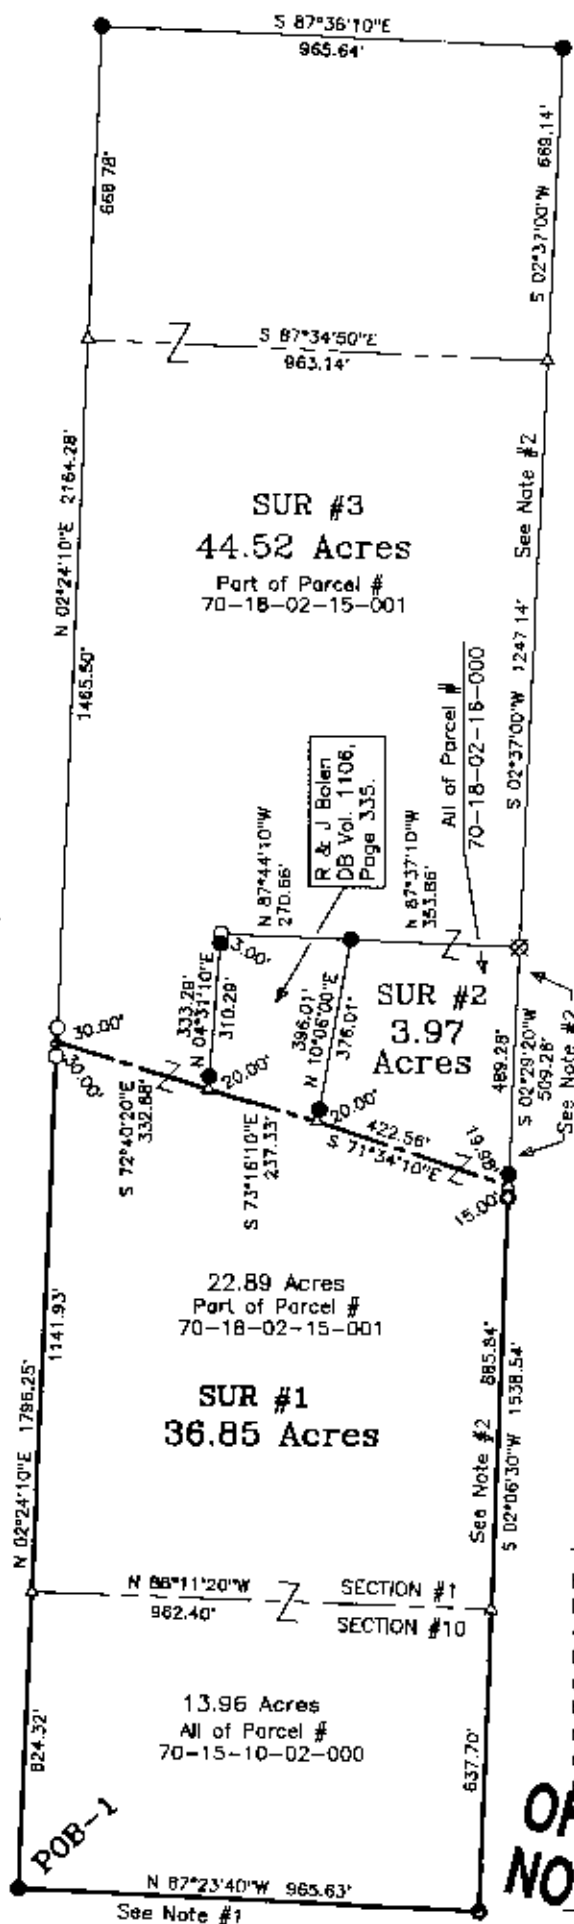 S 87°36'10"E
965.64'
668.78'
S 02°37'00"W 669.14'
S 87°34'50"E
963.14'
N 02°24'10"E 2164.28'
See Note #2
SUR #3
44.52 Acres
Part of Parcel #
70-18-02-15-001
1465.50'
S 02°37'00"W 1247.14'
All of Parcel #
70-18-02-16-000
R & J Bolen
DB Vol. 1106,
Page 335.
N 87°44'10"W
270.66'
N 87°37'10"W
353.86'
3.00'
333.29'
N 04°31'10"E
310.29'
396.01'
N 10°06'00"E
376.01'
SUR #2
3.97
Acres
489.28'
S 02°29'20"W
509.26'
See Note #2
30.00'
30.00'
20.00'
20.00'
S 72°40'20"E
332.68'
S 73°16'10"E
237.33'
422.56'
S 71°34'10"E
19.98'
15.00'
22.89 Acres
Part of Parcel #
70-18-02-15-001
1141.93'
SUR #1
36.85 Acres
885.84'
See Note #2
S 02°06'30"W 1538.54'
N 02°24'10"E 1796.25'
N 86°11'20"W
962.40'
SECTION #1
SECTION #10
13.96 Acres
All of Parcel #
70-15-10-02-000
624.32'
637.70'
POB-1
N 87°23'40"W 965.63'
See Note #1
NO